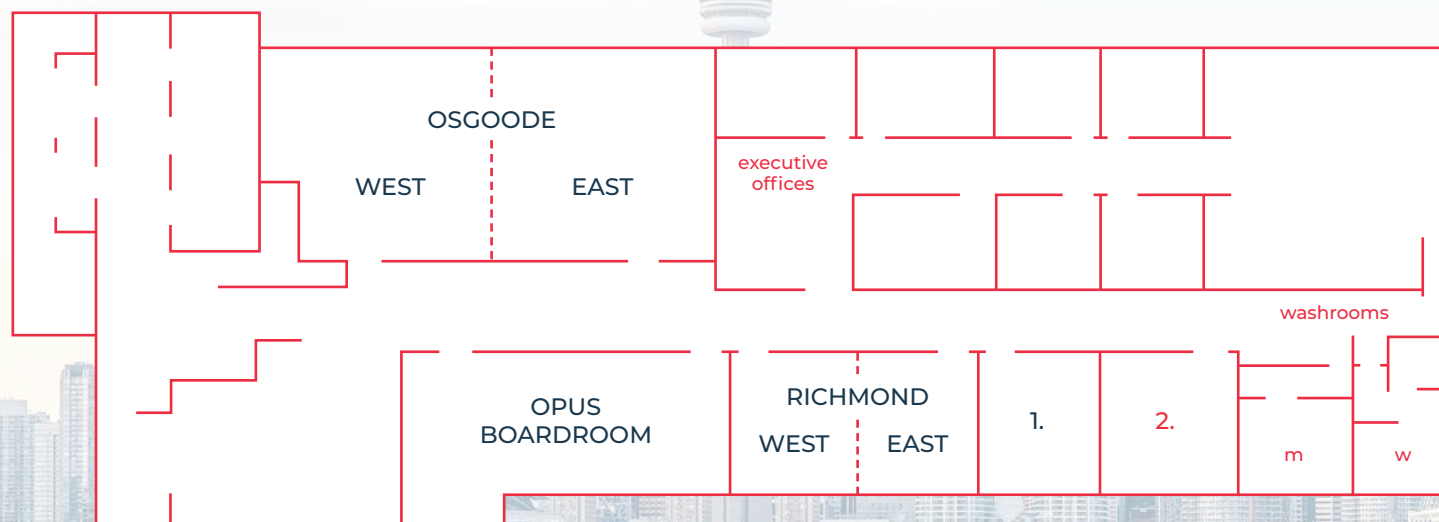 OSGOODE
WEST
EAST
executive
offices
washrooms
OPUS
BOARDROOM
RICHMOND
WEST
EAST
1.
2.
m
w